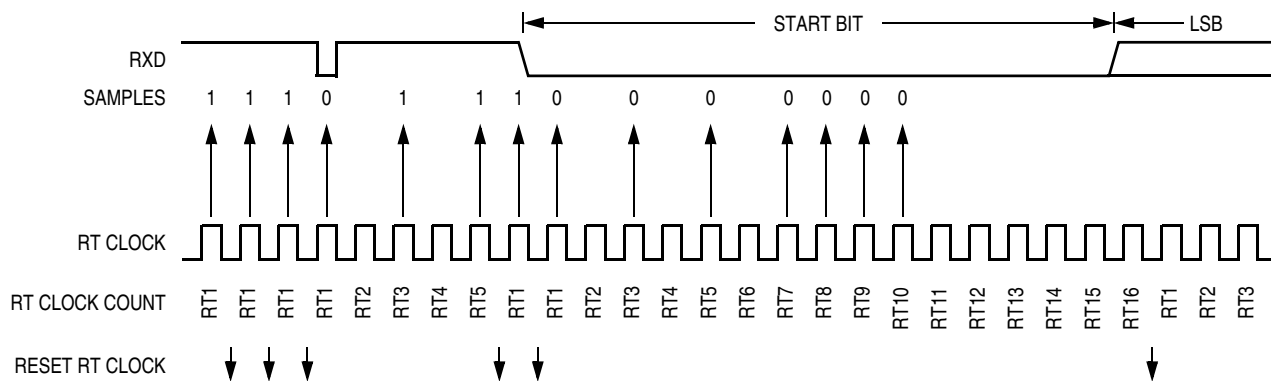 START BIT
LSB
RXD
SAMPLES 1 1 1 0 1 1 1 0 0 0 0 0 0 0
RT CLOCK
RT CLOCK COUNT RT1 RT1 RT1 RT1 RT2 RT3 RT4 RT5 RT1 RT1 RT2 RT3 RT4 RT5 RT6 RT7 RT8 RT9 RT10 RT11 RT12 RT13 RT14 RT15 RT16 RT1 RT2 RT3
RESET RT CLOCK